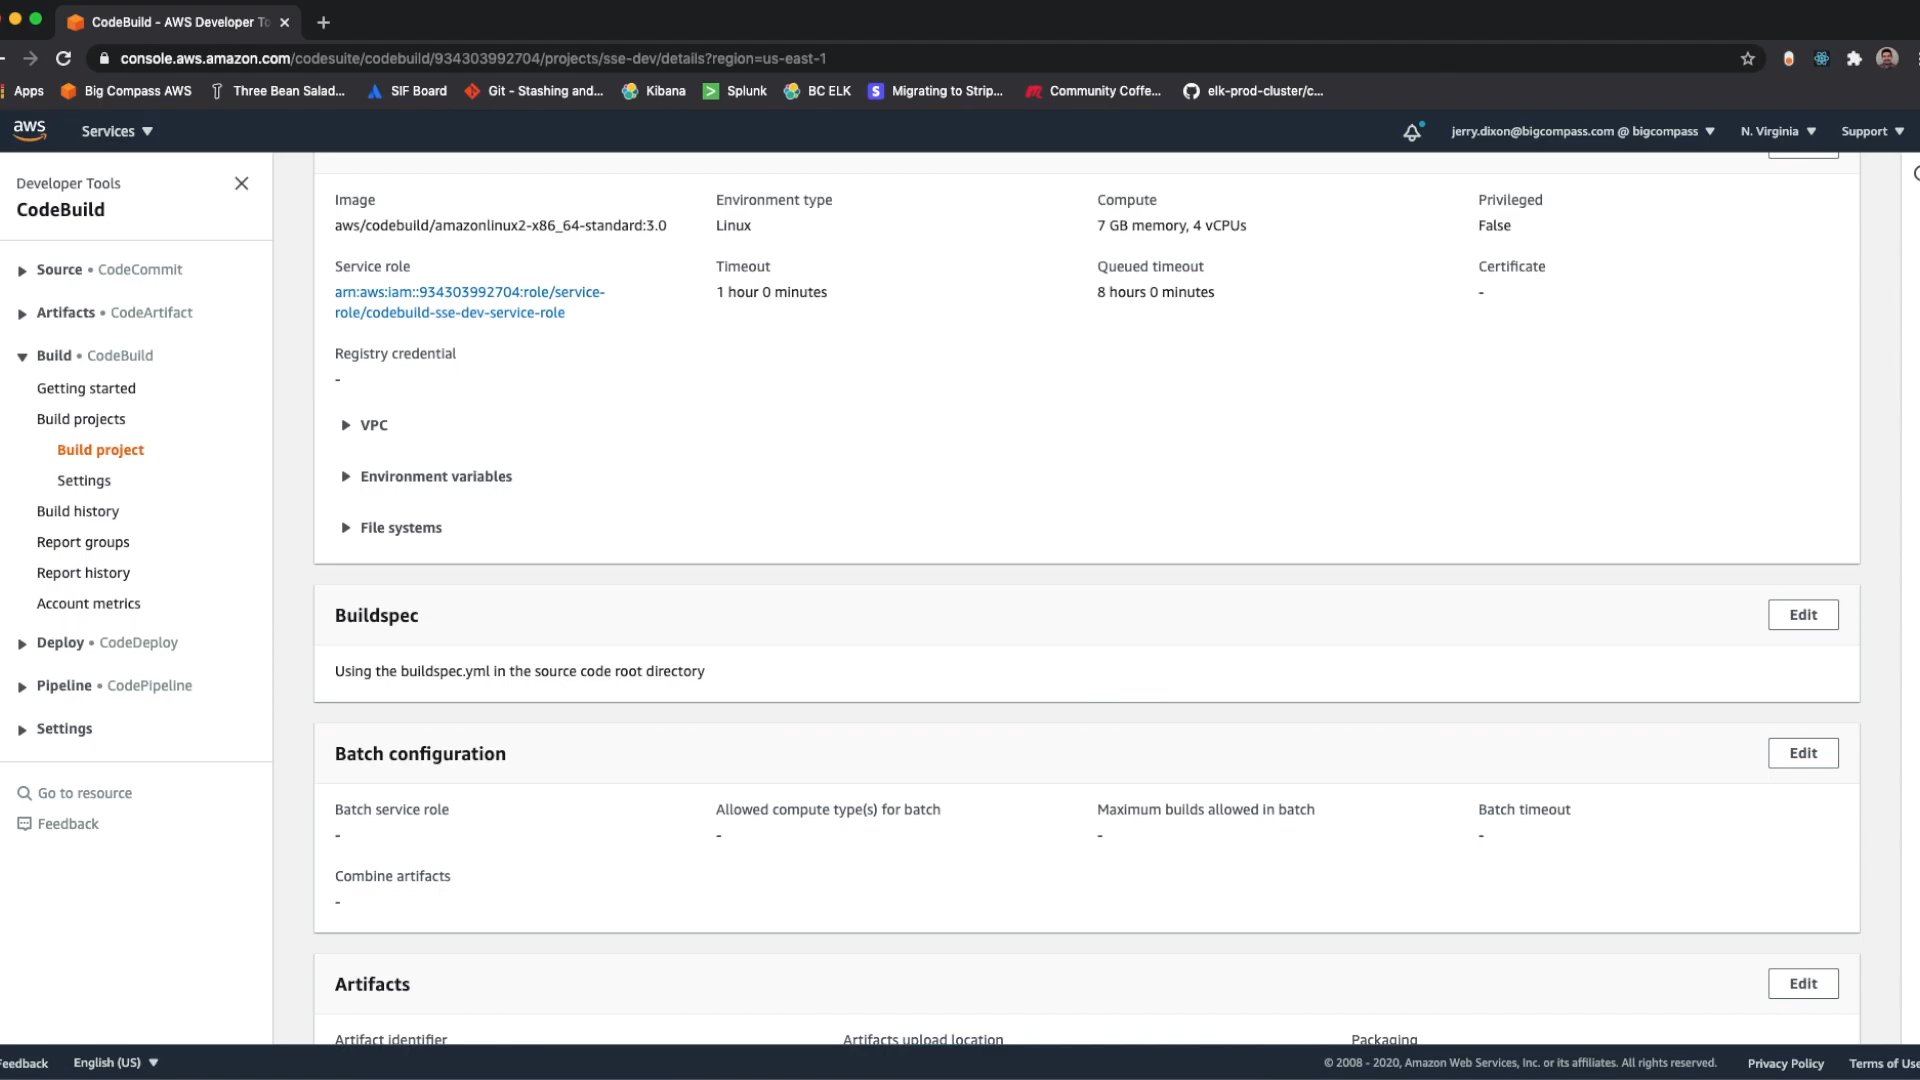 CodeBuild - AWS Developer To
console.aws.amazon.com/codesuite/codebuild/934303992704/projects/sse-dev/details?region=us-east-1
Apps
Big Compass AWS
Three Bean Salad...
SIF Board
Git - Stashing and...
Kibana
Splunk
BC ELK
Migrating to Strip...
Community Coffe...
elk-prod-cluster/c...
aws
Services
jerry.dixon@bigcompass.com @ bigcompass
N. Virginia
Support
Developer Tools
CodeBuild
Source • CodeCommit
Artifacts • CodeArtifact
Build • CodeBuild
Getting started
Build projects
Build project
Settings
Build history
Report groups
Report history
Account metrics
Deploy • CodeDeploy
Pipeline • CodePipeline
Settings
Go to resource
Feedback
Image
aws/codebuild/amazonlinux2-x86_64-standard:3.0
Environment type
Linux
Compute
7 GB memory, 4 vCPUs
Privileged
False
Service role
arn:aws:iam::934303992704:role/service-
role/codebuild-sse-dev-service-role
Timeout
1 hour 0 minutes
Queued timeout
8 hours 0 minutes
Certificate
-
Registry credential
-
VPC
Environment variables
File systems
Buildspec
Edit
Using the buildspec.yml in the source code root directory
Batch configuration
Edit
Batch service role
-
Allowed compute type(s) for batch
-
Maximum builds allowed in batch
-
Batch timeout
-
Combine artifacts
-
Artifacts
Edit
Artifact identifier
Artifacts upload location
Packaging
Feedback
English (US)
© 2008 - 2020, Amazon Web Services, Inc. or its affiliates. All rights reserved.
Privacy Policy
Terms of Use